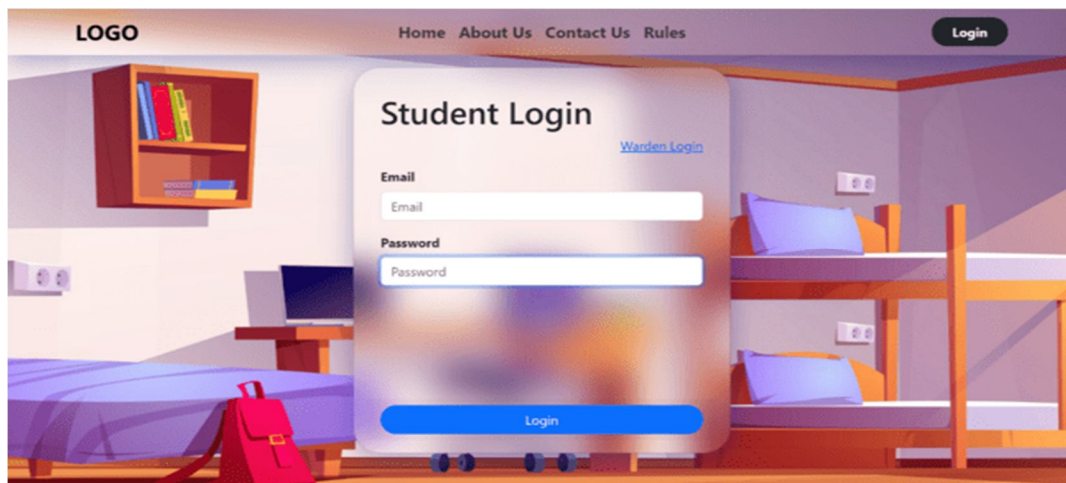 LOGO Home About Us Contact Us Rules Login
Student Login
Warden Login
Email
Email
Password
Password
Login